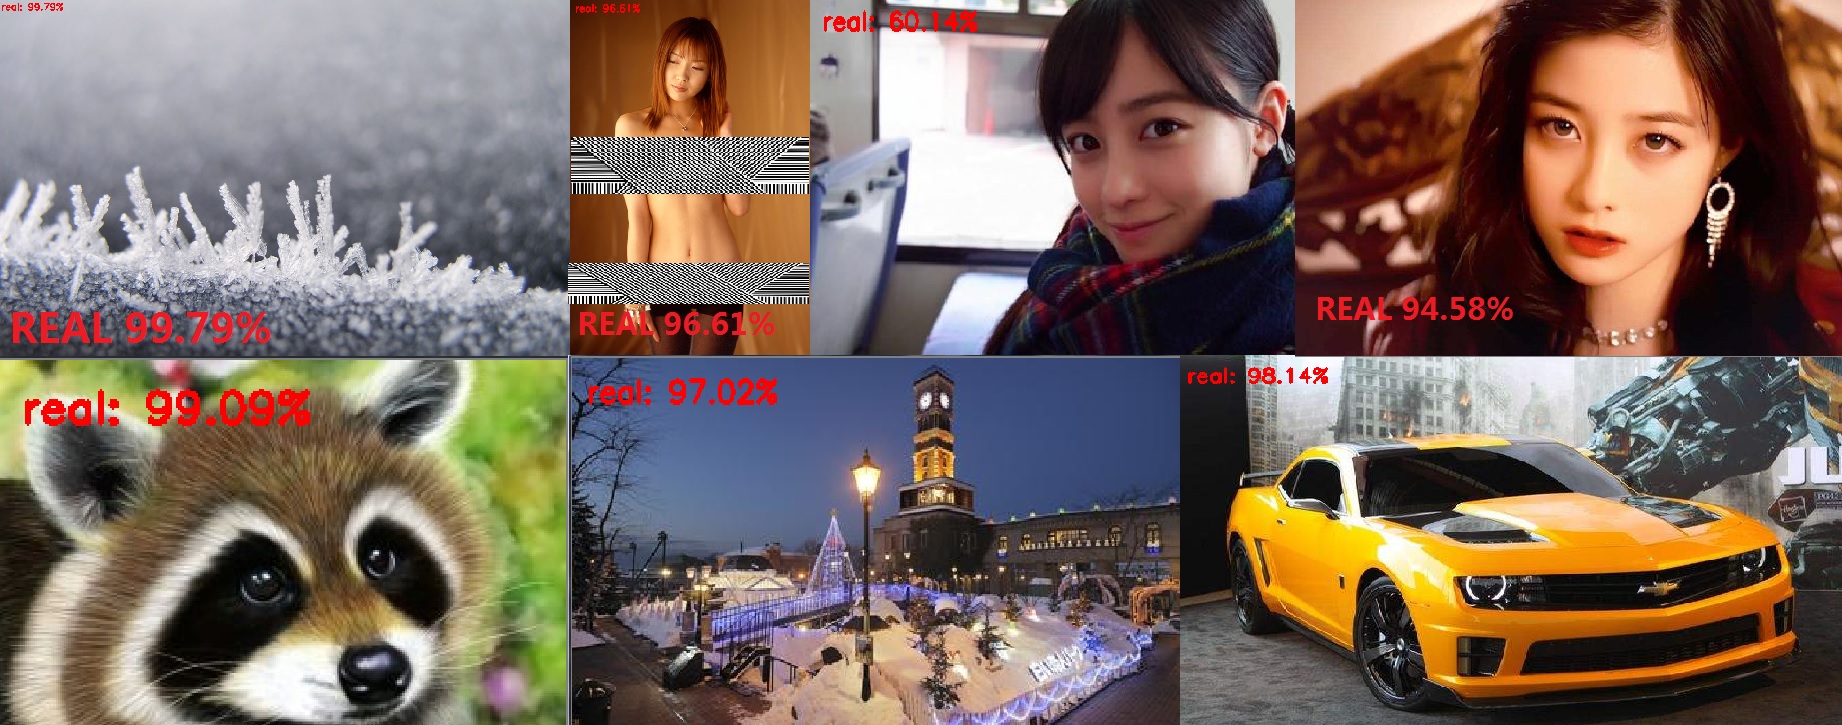 real: 99.79%
REAL 99.79%
real: 96.61%
REAL 96.61%
real: 60.14%
REAL 94.58%
real: 99.09%
real: 97.02%
real: 98.14%
JU